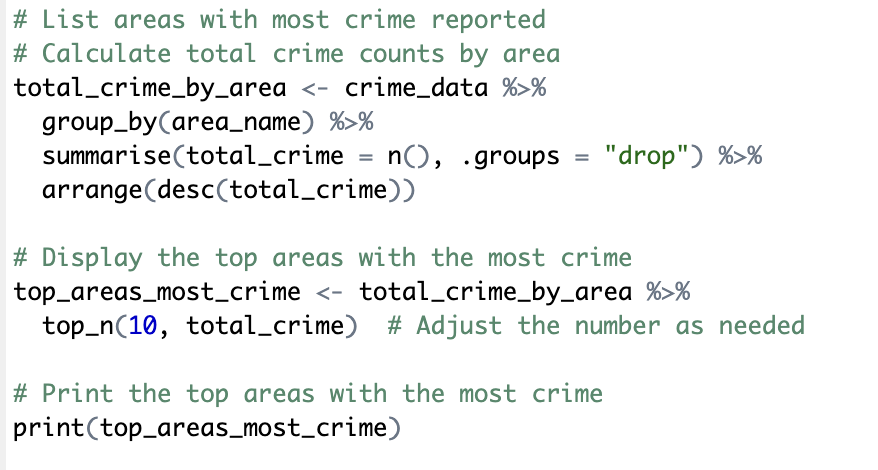 # List areas with most crime reported
# Calculate total crime counts by area
total_crime_by_area <- crime_data %>%
  group_by(area_name) %>%
  summarise(total_crime = n(), .groups = "drop") %>%
  arrange(desc(total_crime))

# Display the top areas with the most crime
top_areas_most_crime <- total_crime_by_area %>%
  top_n(10, total_crime)  # Adjust the number as needed

# Print the top areas with the most crime
print(top_areas_most_crime)